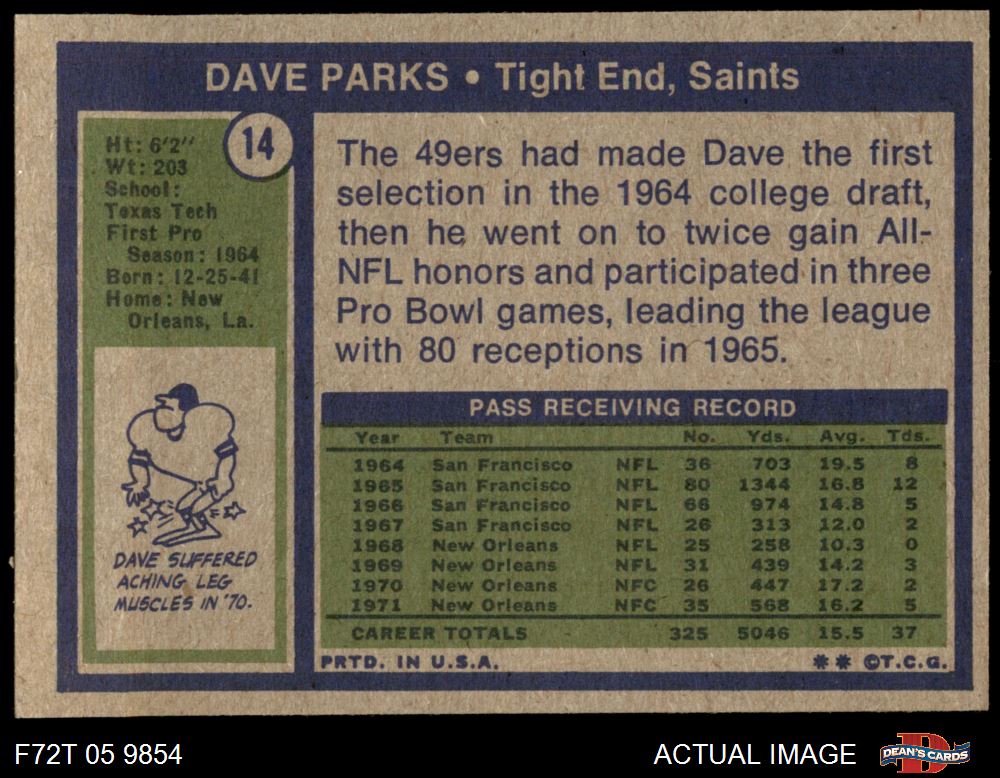 DAVE PARKS • Tight End, Saints
14
Ht: 6'2"
Wt: 203
School:
Texas Tech
First Pro
Season: 1964
Born: 12-25-41
Home: New
Orleans, La.
DAVE SUFFERED
ACHING LEG
MUSCLES IN '70.
The 49ers had made Dave the first
selection in the 1964 college draft,
then he went on to twice gain All-
NFL honors and participated in three
Pro Bowl games, leading the league
with 80 receptions in 1965.
PASS RECEIVING RECORD
Year Team No. Yds. Avg. Tds.
1964 San Francisco NFL 36 703 19.5 8
1965 San Francisco NFL 80 1344 16.8 12
1966 San Francisco NFL 66 974 14.8 5
1967 San Francisco NFL 26 313 12.0 2
1968 New Orleans NFL 25 258 10.3 0
1969 New Orleans NFL 31 439 14.2 3
1970 New Orleans NFC 26 447 17.2 2
1971 New Orleans NFC 35 568 16.2 5
CAREER TOTALS 325 5046 15.5 37
PRTD. IN U.S.A. ** ©T.C.G.
F72T 05 9854 ACTUAL IMAGE DEAN'S CARDS